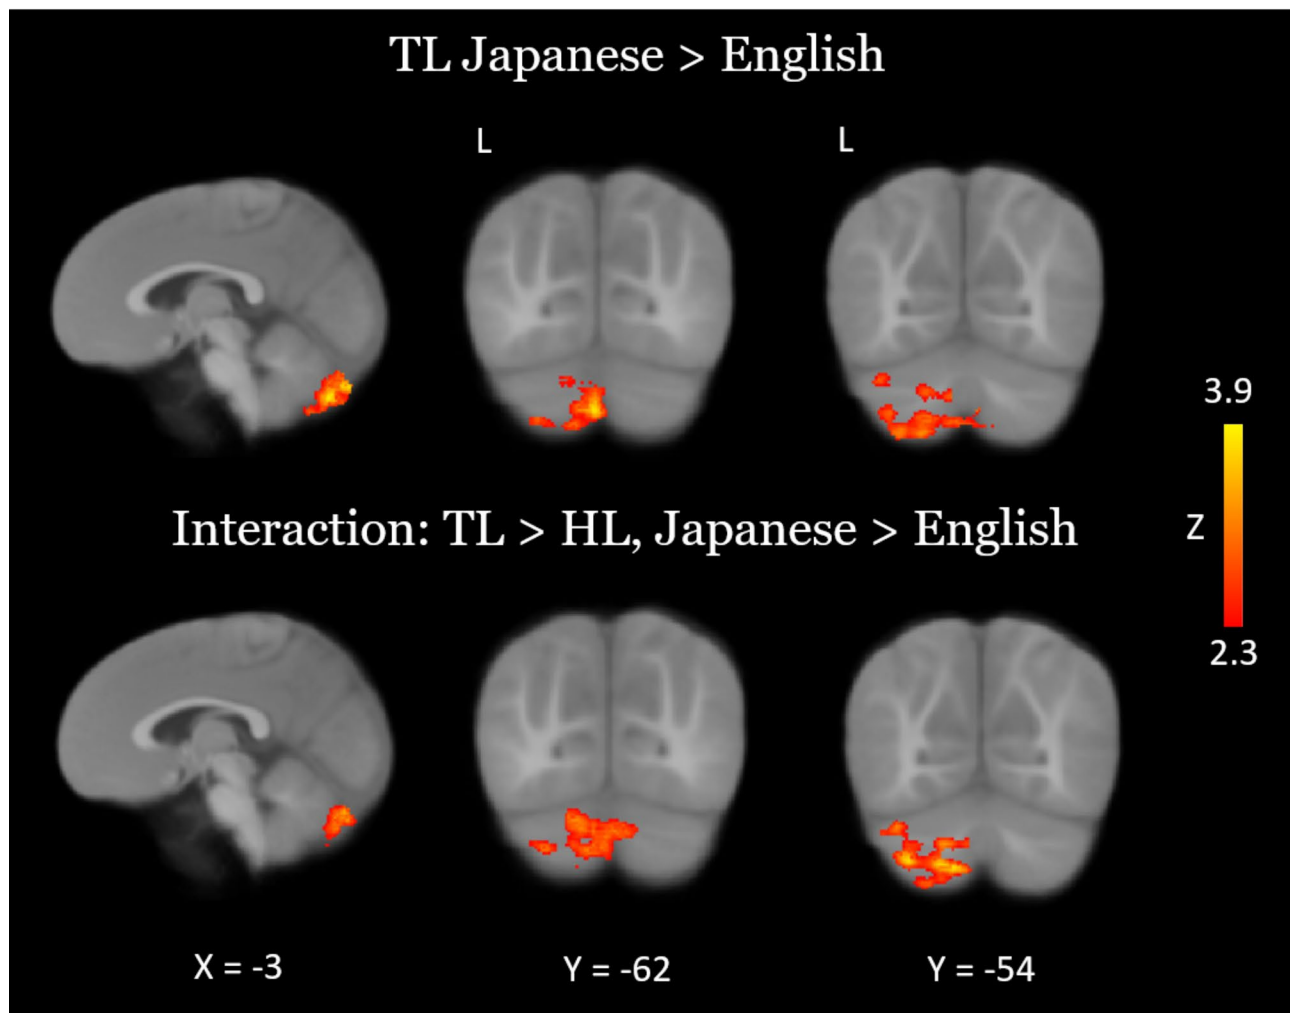 TL Japanese > English
L
L
3.9
Z
2.3
Interaction: TL > HL, Japanese > English
X = -3
Y = -62
Y = -54